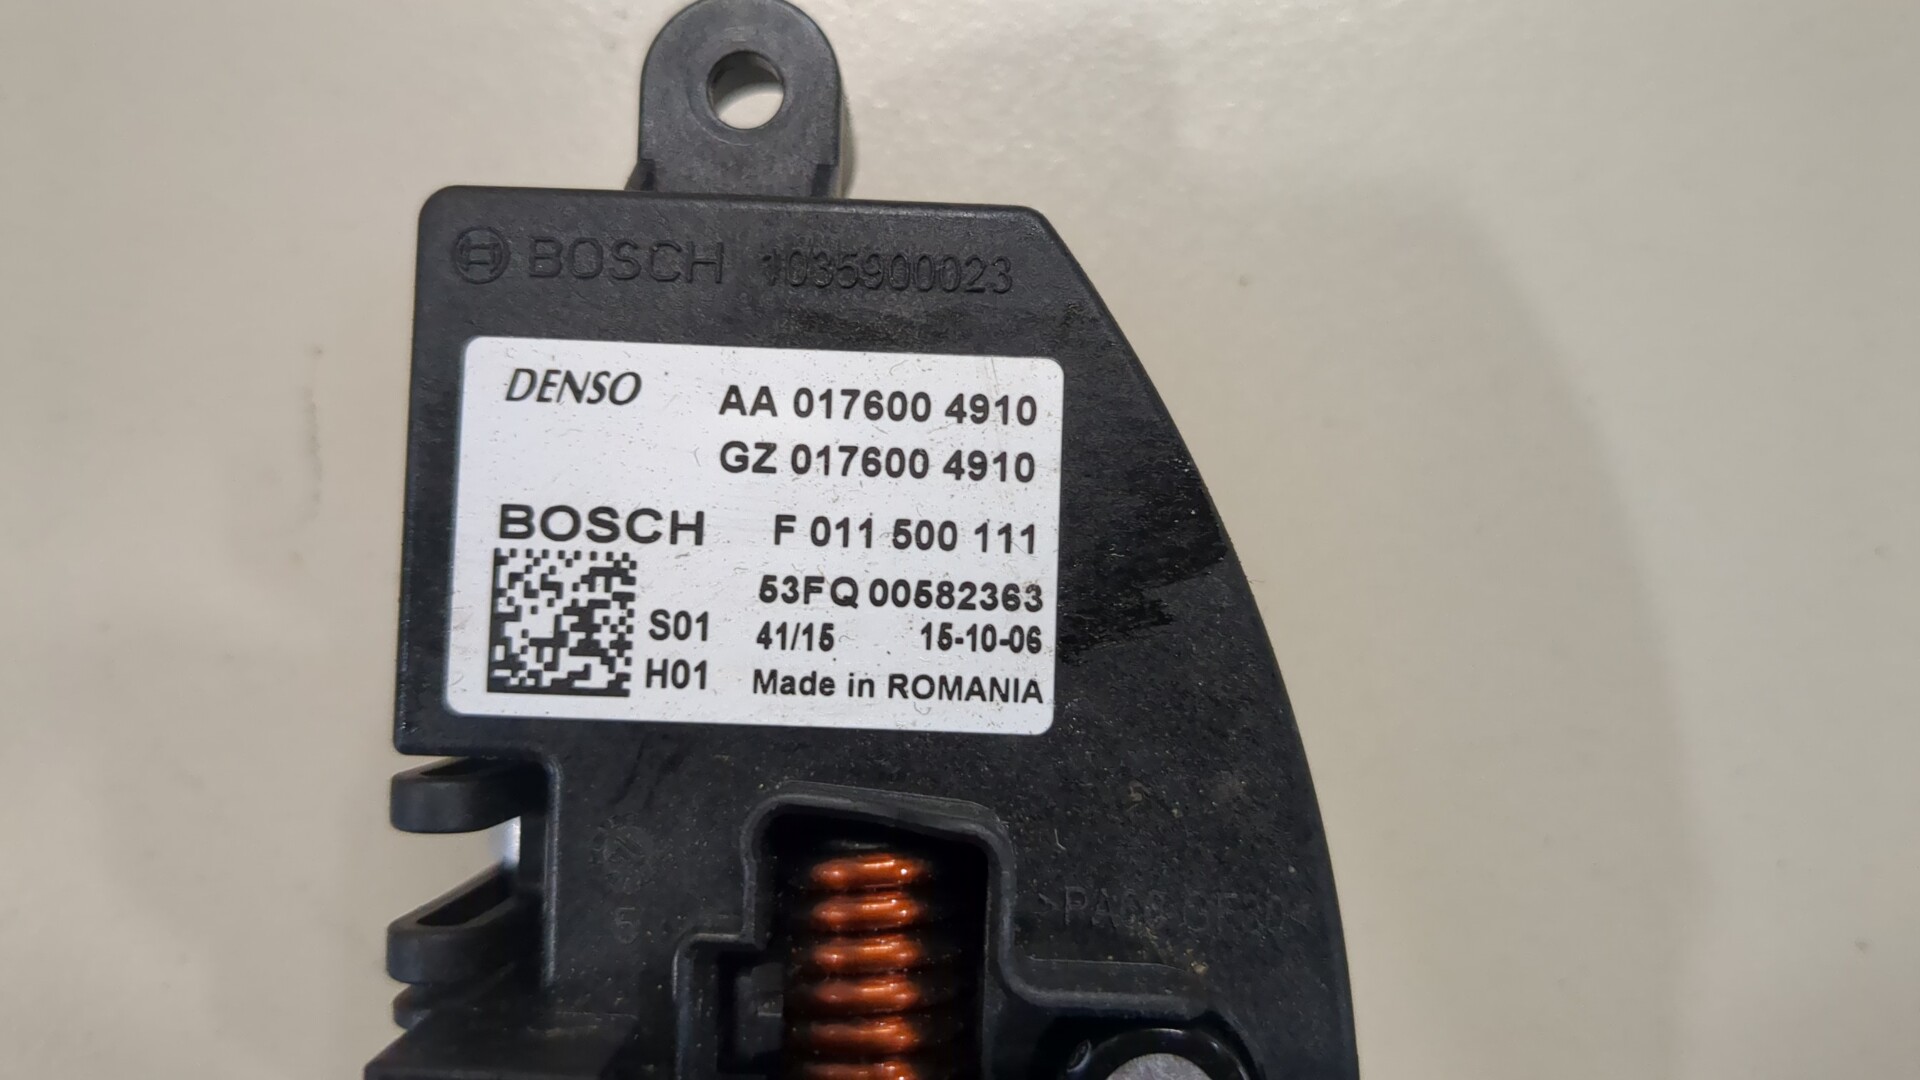 BOSCH 1035900023
DENSO AA 017600 4910
GZ 017600 4910
BOSCH F 011 500 111
53FQ 00582363
S01 41/15 15-10-06
H01 Made in ROMANIA